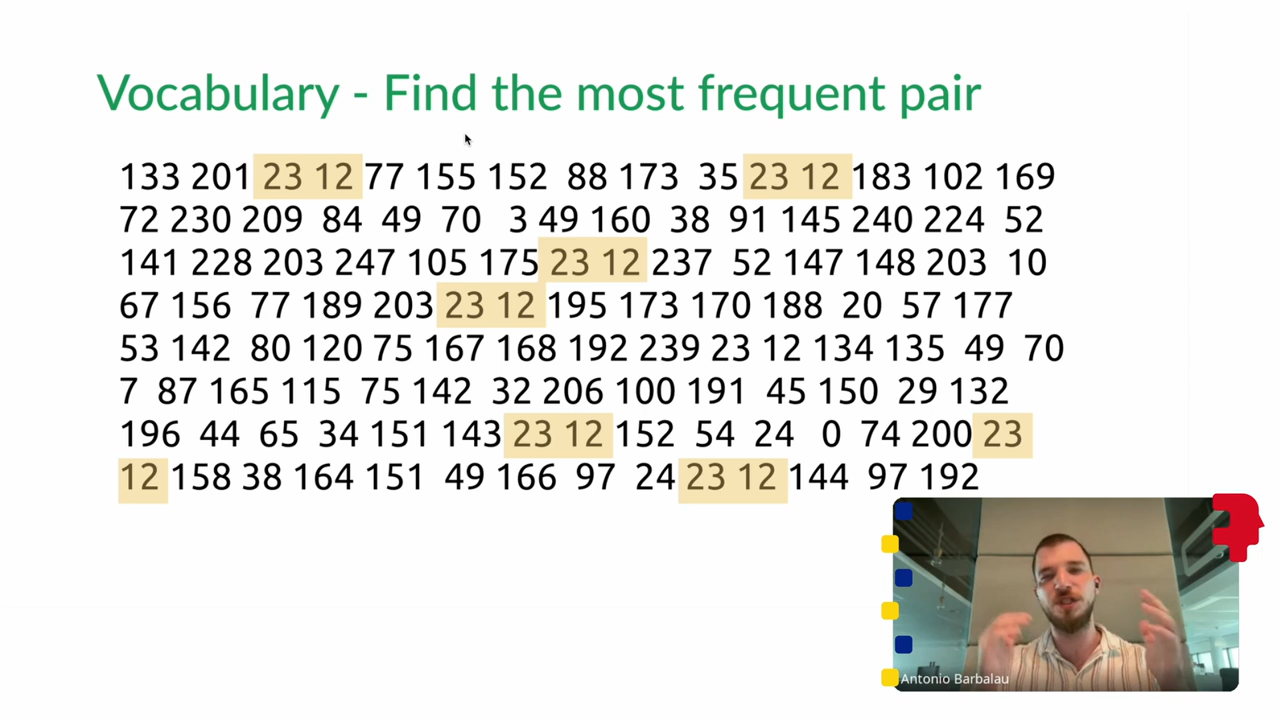 Vocabulary - Find the most frequent pair
133 201 23 12 77 155 152 88 173 35 23 12 183 102 169
72 230 209 84 49 70 3 49 160 38 91 145 240 224 52
141 228 203 247 105 175 23 12 237 52 147 148 203 10
67 156 77 189 203 23 12 195 173 170 188 20 57 177
53 142 80 120 75 167 168 192 239 23 12 134 135 49 70
7 87 165 115 75 142 32 206 100 191 45 150 29 132
196 44 65 34 151 143 23 12 152 54 24 0 74 200 23
12 158 38 164 151 49 166 97 24 23 12 144 97 192
Antonio Barbalau